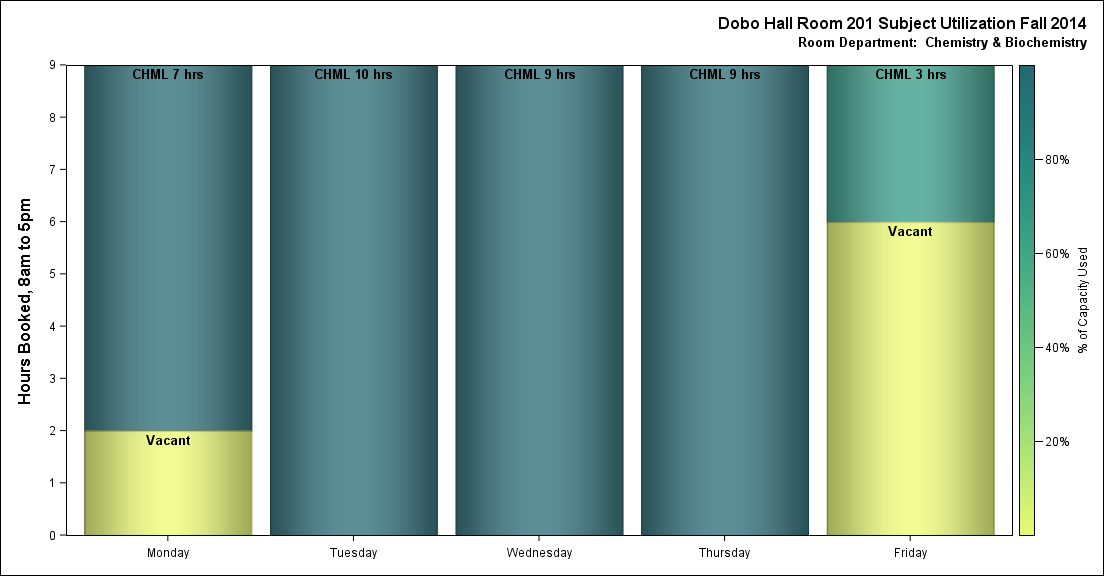 Dobo Hall Room 201 Subject Utilization Fall 2014
Room Department:  Chemistry & Biochemistry
Hours Booked, 8am to 5pm
9
8
7
6
5
4
3
2
1
0
CHML 7 hrs
CHML 10 hrs
CHML 9 hrs
CHML 9 hrs
CHML 3 hrs
Vacant
Vacant
Monday
Tuesday
Wednesday
Thursday
Friday
80%
60%
40%
20%
% of Capacity Used